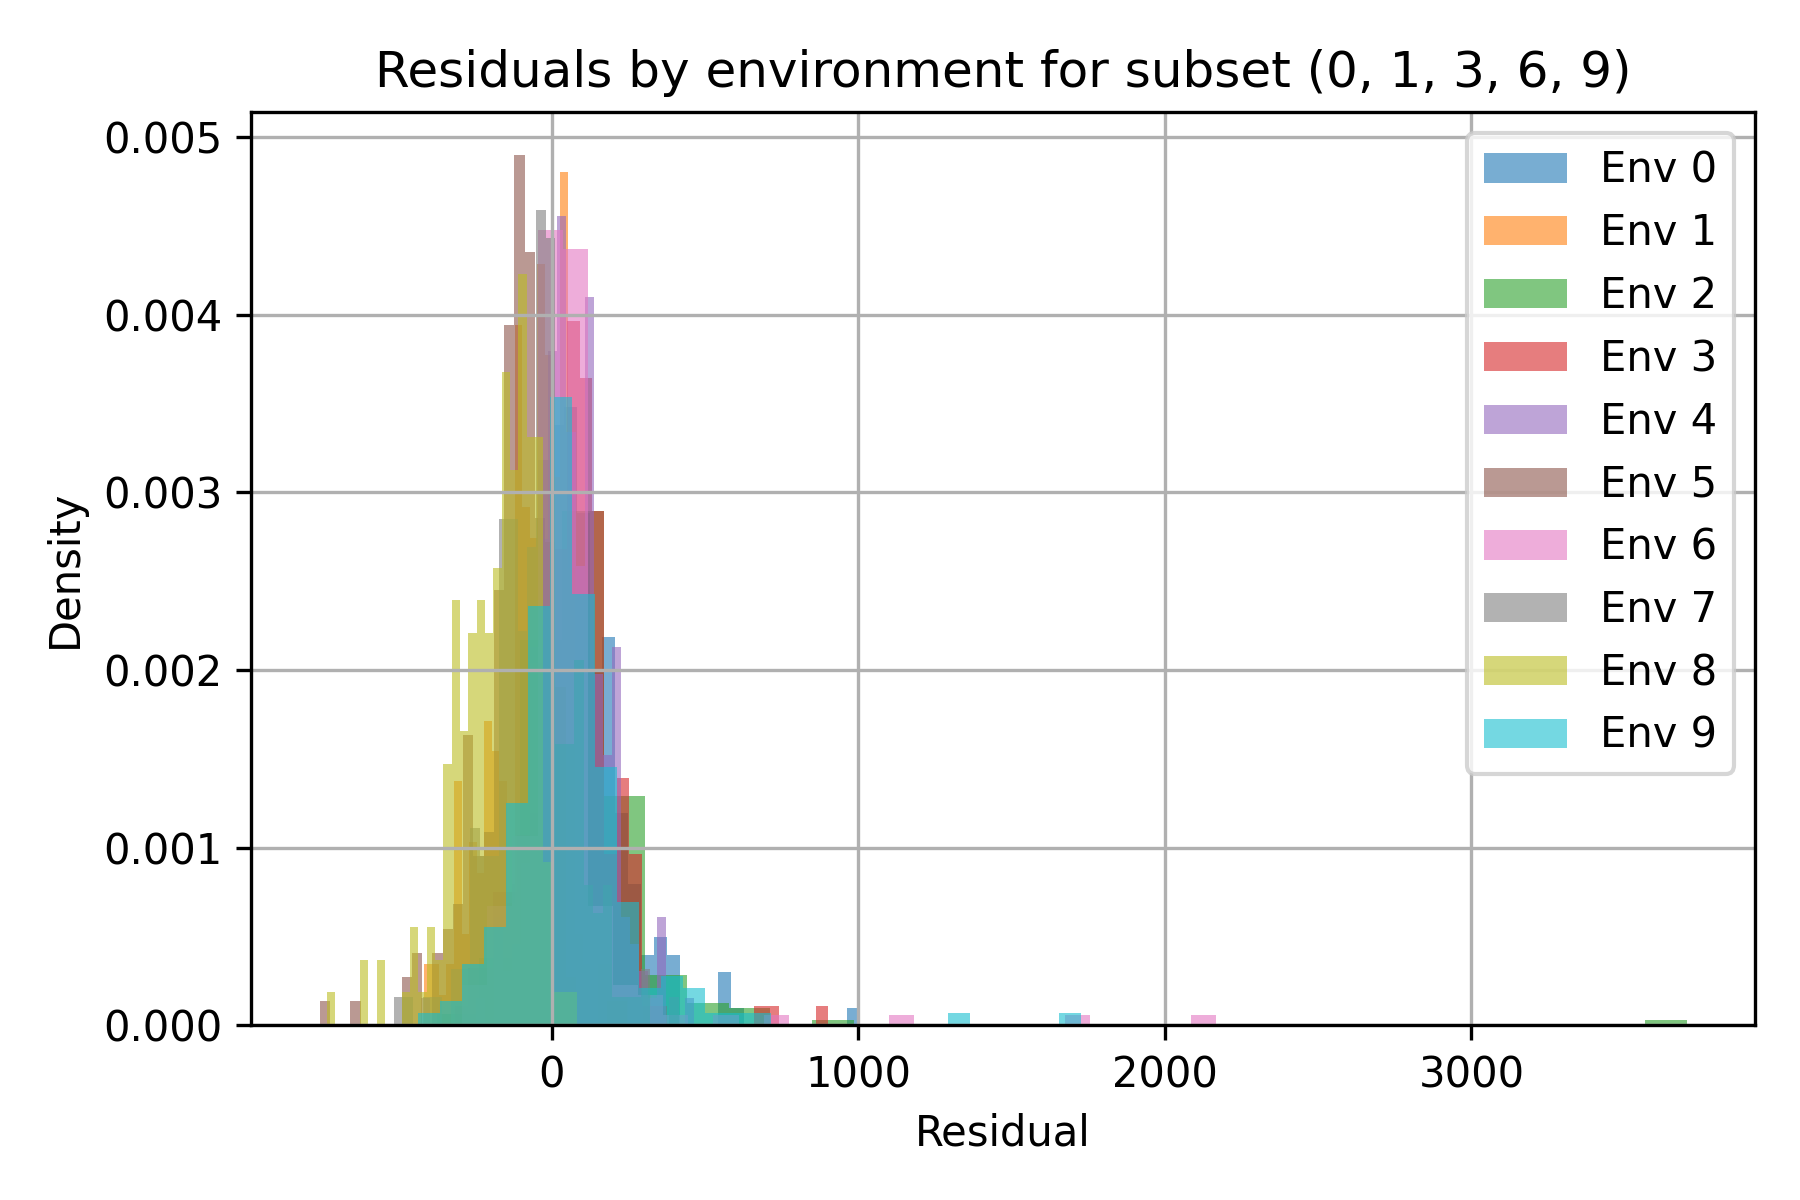 Residuals by environment for subset (0, 1, 3, 6, 9)
0.005
0.004
0.003
0.002
0.001
0.000
Density
0
1000
2000
3000
Residual
Env 0
Env 1
Env 2
Env 3
Env 4
Env 5
Env 6
Env 7
Env 8
Env 9